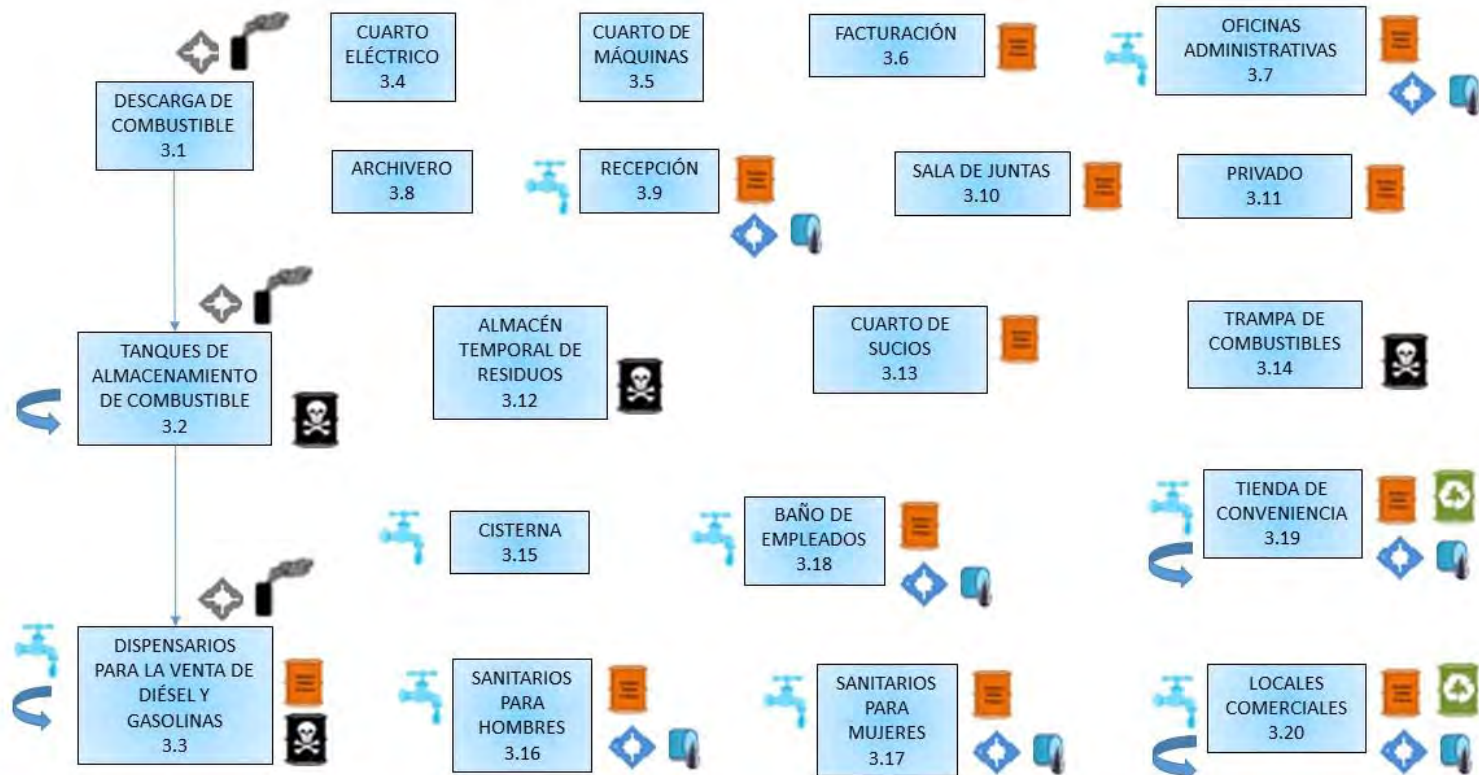 CUARTO
ELÉCTRICO
3.4
CUARTO DE
MÁQUINAS
3.5
FACTURACIÓN
3.6
OFICINAS
ADMINISTRATIVAS
3.7
DESCARGA DE
COMBUSTIBLE
3.1
ARCHIVERO
3.8
RECEPCIÓN
3.9
SALA DE JUNTAS
3.10
PRIVADO
3.11
TANQUES DE
ALMACENAMIENTO
DE COMBUSTIBLE
3.2
ALMACÉN
TEMPORAL DE
RESIDUOS
3.12
CUARTO DE
SUCIOS
3.13
TRAMPA DE
COMBUSTIBLES
3.14
CISTERNA
3.15
BAÑO DE
EMPLEADOS
3.18
TIENDA DE
CONVENIENCIA
3.19
DISPENSARIOS
PARA LA VENTA DE
DIÉSEL Y
GASOLINAS
3.3
SANITARIOS
PARA
HOMBRES
3.16
SANITARIOS
PARA
MUJERES
3.17
LOCALES
COMERCIALES
3.20